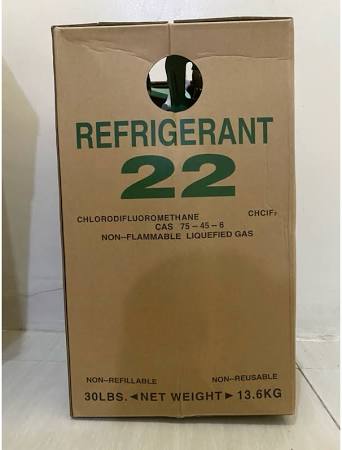 REFRIGERANT
22
CHLORODIFLUOROMETHANE CHClF₂
CAS 75-45-6
NON-FLAMMABLE LIQUEFIED GAS
NON-REFILLABLE NON-REUSABLE
30LBS. ◄NET WEIGHT► 13.6KG